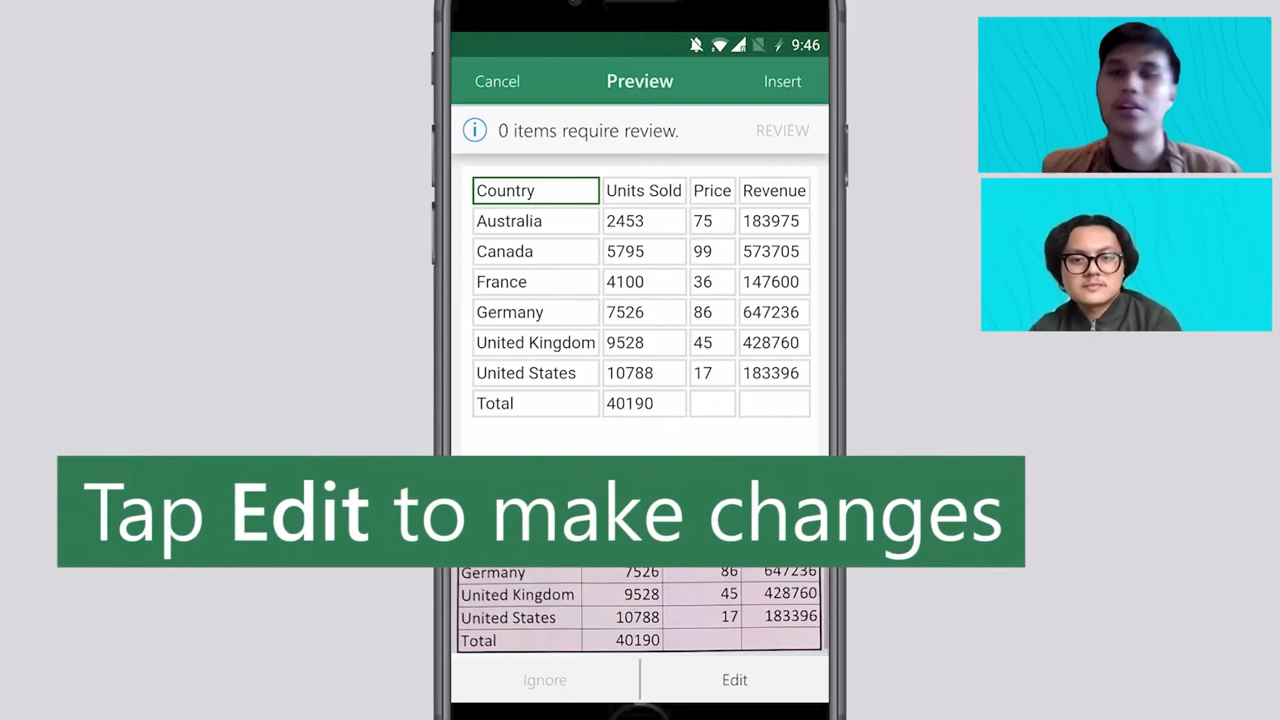 9:46
Cancel Preview Insert
0 items require review. REVIEW
Country Units Sold Price Revenue
Australia 2453 75 183975
Canada 5795 99 573705
France 4100 36 147600
Germany 7526 86 647236
United Kingdom 9528 45 428760
United States 10788 17 183396
Total 40190
Tap Edit to make changes
Germany 7526 86 647236
United Kingdom 9528 45 428760
United States 10788 17 183396
Total 40190
Ignore Edit